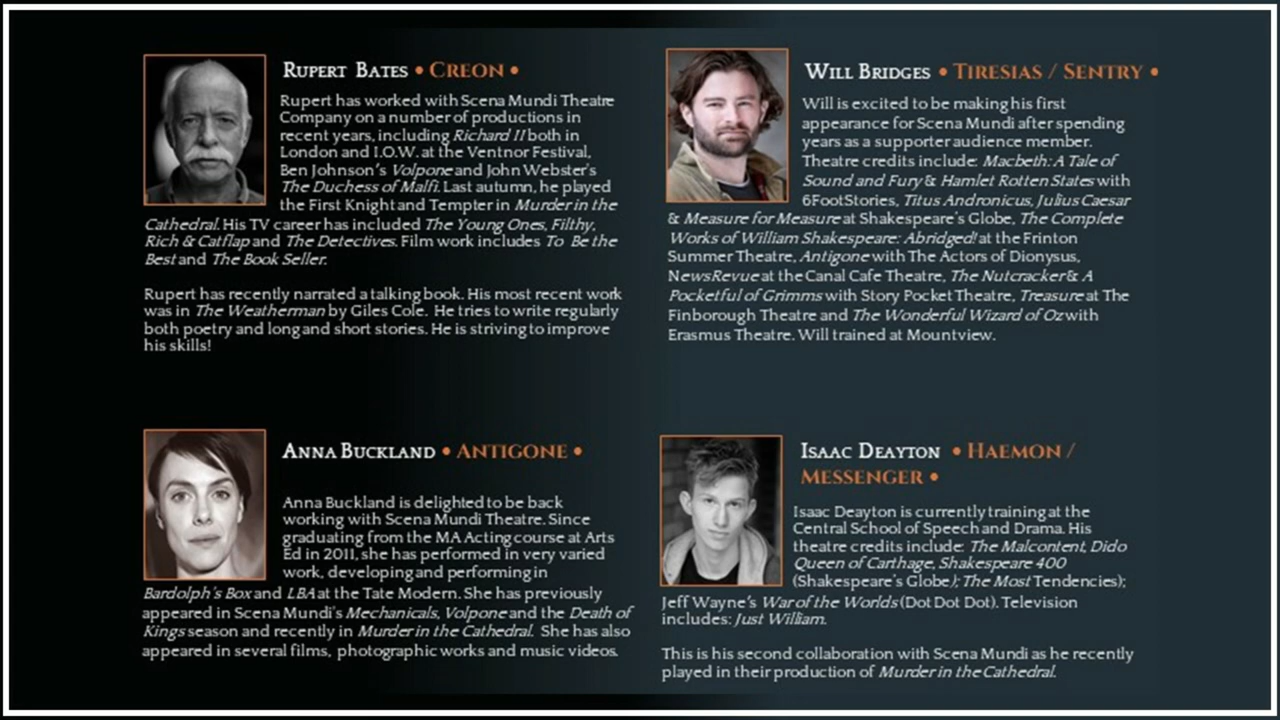 RUPERT BATES • CREON •
Rupert has worked with Scena Mundi Theatre
Company on a number of productions in
recent years, including Richard II both in
London and I.O.W. at the Ventnor Festival,
Ben Johnson's Volpone and John Webster's
The Duchess of Malfi. Last autumn, he played
the First Knight and Tempter in Murder in the
Cathedral. His TV career has included The Young Ones, Filthy,
Rich & Catflap and The Detectives. Film work includes To Be the
Best and The Book Seller.
Rupert has recently narrated a talking book. His most recent work
was in The Weatherman by Giles Cole. He tries to write regularly
both poetry and long and short stories. He is striving to improve
his skills!
WILL BRIDGES • TIRESIAS / SENTRY •
Will is excited to be making his first
appearance for Scena Mundi after spending
years as a supporter audience member.
Theatre credits include: Macbeth: A Tale of
Sound and Fury & Hamlet Rotten States with
6FootStories, Titus Andronicus, Julius Caesar
& Measure for Measure at Shakespeare's Globe, The Complete
Works of William Shakespeare: Abridged! at the Frinton
Summer Theatre, Antigone with The Actors of Dionysus,
NewsRevue at the Canal Cafe Theatre, The Nutcracker & A
Pocketful of Grimms with Story Pocket Theatre, Treasure at The
Finborough Theatre and The Wonderful Wizard of Oz with
Erasmus Theatre. Will trained at Mountview.
ANNA BUCKLAND • ANTIGONE •
Anna Buckland is delighted to be back
working with Scena Mundi Theatre. Since
graduating from the MA Acting course at Arts
Ed in 2011, she has performed in very varied
work, developing and performing in
Bardolph's Box and LBA at the Tate Modern. She has previously
appeared in Scena Mundi's Mechanicals, Volpone and the Death of
Kings season and recently in Murder in the Cathedral. She has also
appeared in several films, photographic works and music videos.
ISAAC DEAYTON • HAEMON /
MESSENGER •
Isaac Deayton is currently training at the
Central School of Speech and Drama. His
theatre credits include: The Malcontent, Dido
Queen of Carthage, Shakespeare 400
(Shakespeare's Globe); The Most Tendencies);
Jeff Wayne's War of the Worlds (Dot Dot Dot). Television
includes: Just William.
This is his second collaboration with Scena Mundi as he recently
played in their production of Murder in the Cathedral.